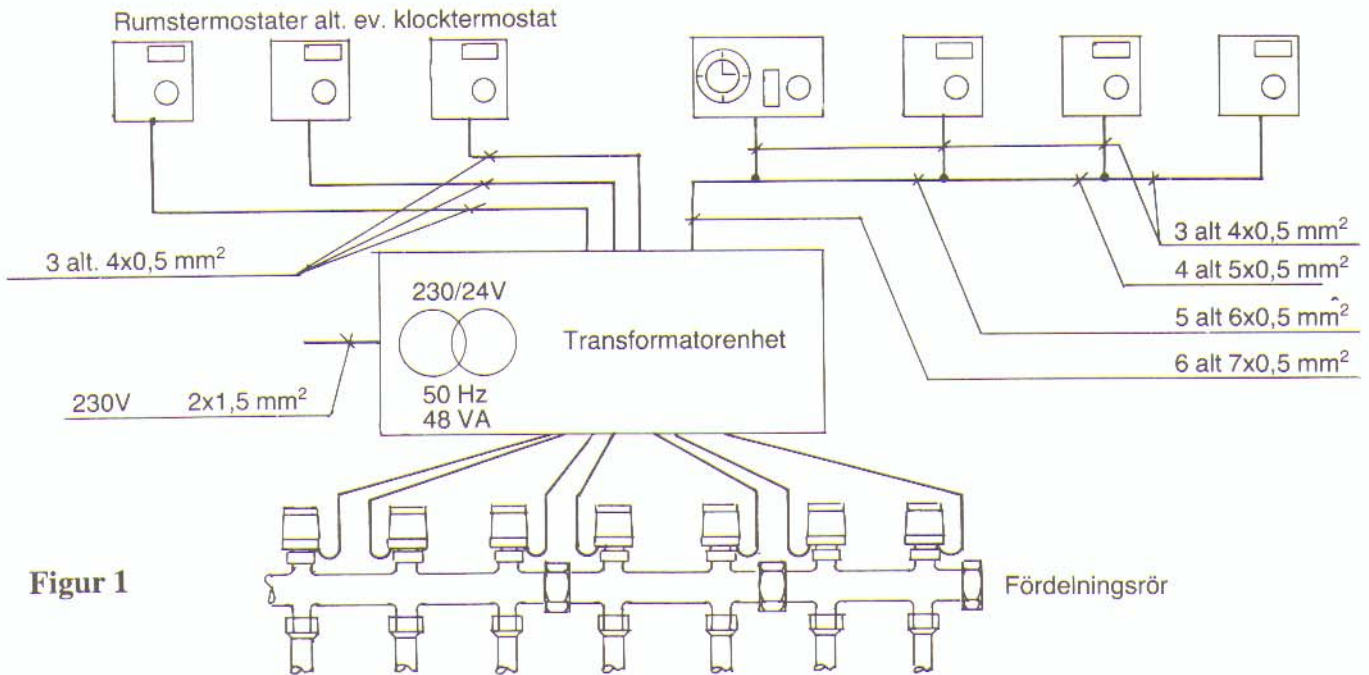 Rumstermostater alt. ev. klocktermostat
3 alt. 4x0,5 mm²
3 alt 4x0,5 mm²
4 alt 5x0,5 mm²
5 alt 6x0,5 mm²
6 alt 7x0,5 mm²
230/24V
Transformatorenhet
50 Hz
48 VA
230V 2x1,5 mm²
Figur 1
Fördelningsrör